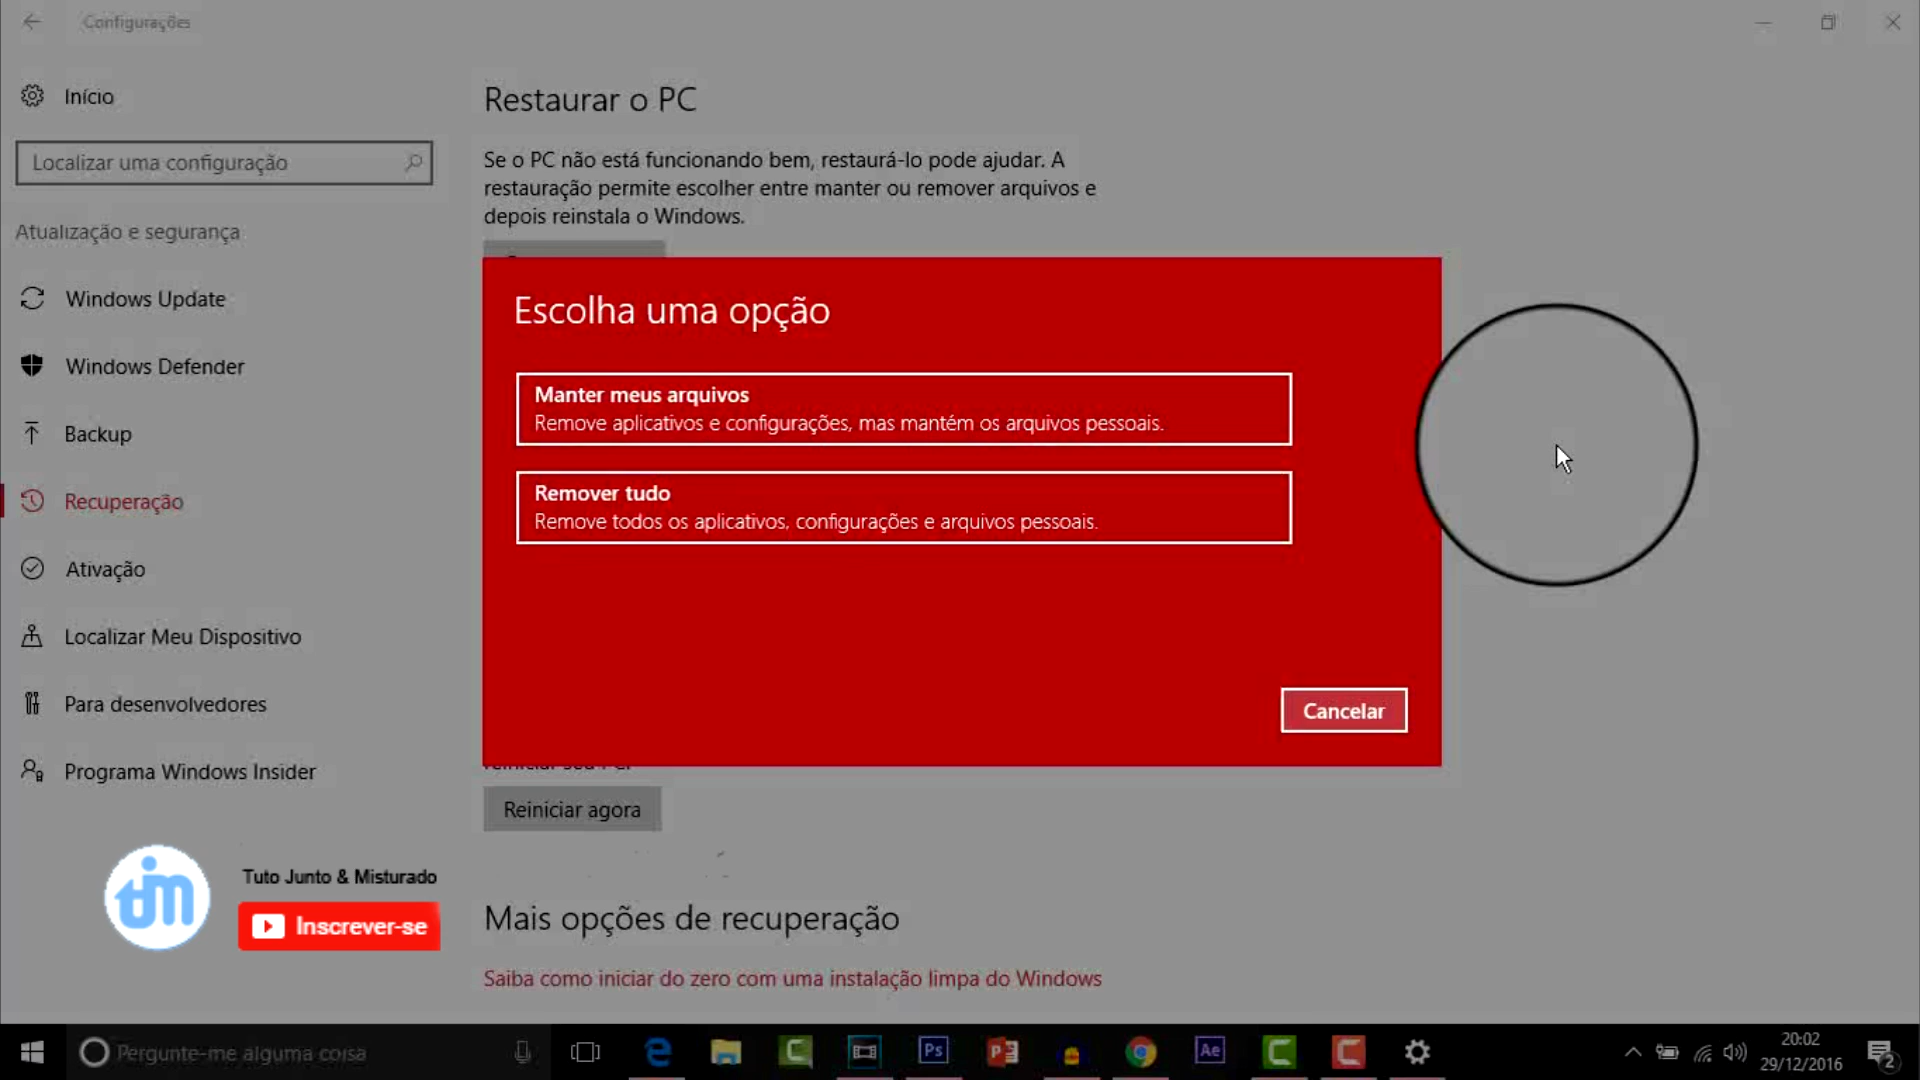 Configurações
Início
Localizar uma configuração
Atualização e segurança
Windows Update
Windows Defender
Backup
Recuperação
Ativação
Localizar Meu Dispositivo
Para desenvolvedores
Programa Windows Insider
Restaurar o PC
Se o PC não está funcionando bem, restaurá-lo pode ajudar. A
restauração permite escolher entre manter ou remover arquivos e
depois reinstala o Windows.
Escolha uma opção
Manter meus arquivos
Remove aplicativos e configurações, mas mantém os arquivos pessoais.
Remover tudo
Remove todos os aplicativos, configurações e arquivos pessoais.
Cancelar
Reiniciar agora
Mais opções de recuperação
Saiba como iniciar do zero com uma instalação limpa do Windows
tjm
Tuto Junto & Misturado
Inscrever-se
Pergunte-me alguma coisa
Ps
Ae
20:02
29/12/2016
2